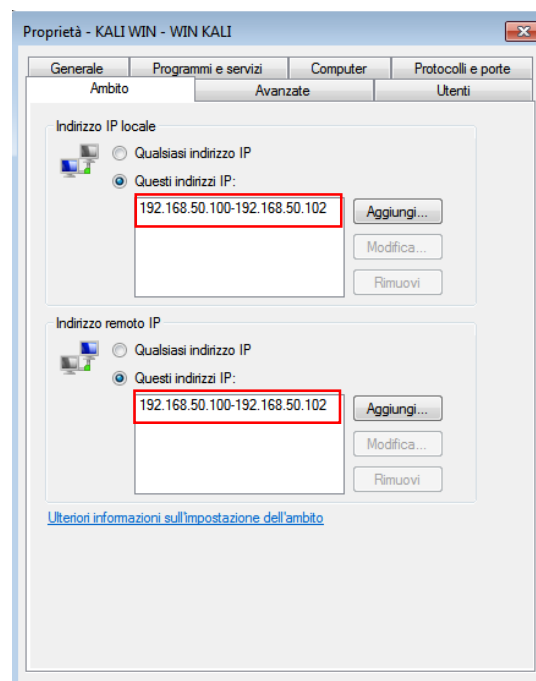 Proprietà - KALI WIN - WIN KALI
Generale
Programmi e servizi
Computer
Protocolli e porte
Ambito
Avanzate
Utenti
Indirizzo IP locale
Qualsiasi indirizzo IP
Questi indirizzi IP:
192.168.50.100-192.168.50.102
Aggiungi...
Modifica...
Rimuovi
Indirizzo remoto IP
Qualsiasi indirizzo IP
Questi indirizzi IP:
192.168.50.100-192.168.50.102
Aggiungi...
Modifica...
Rimuovi
Ulteriori informazioni sull'impostazione dell'ambito